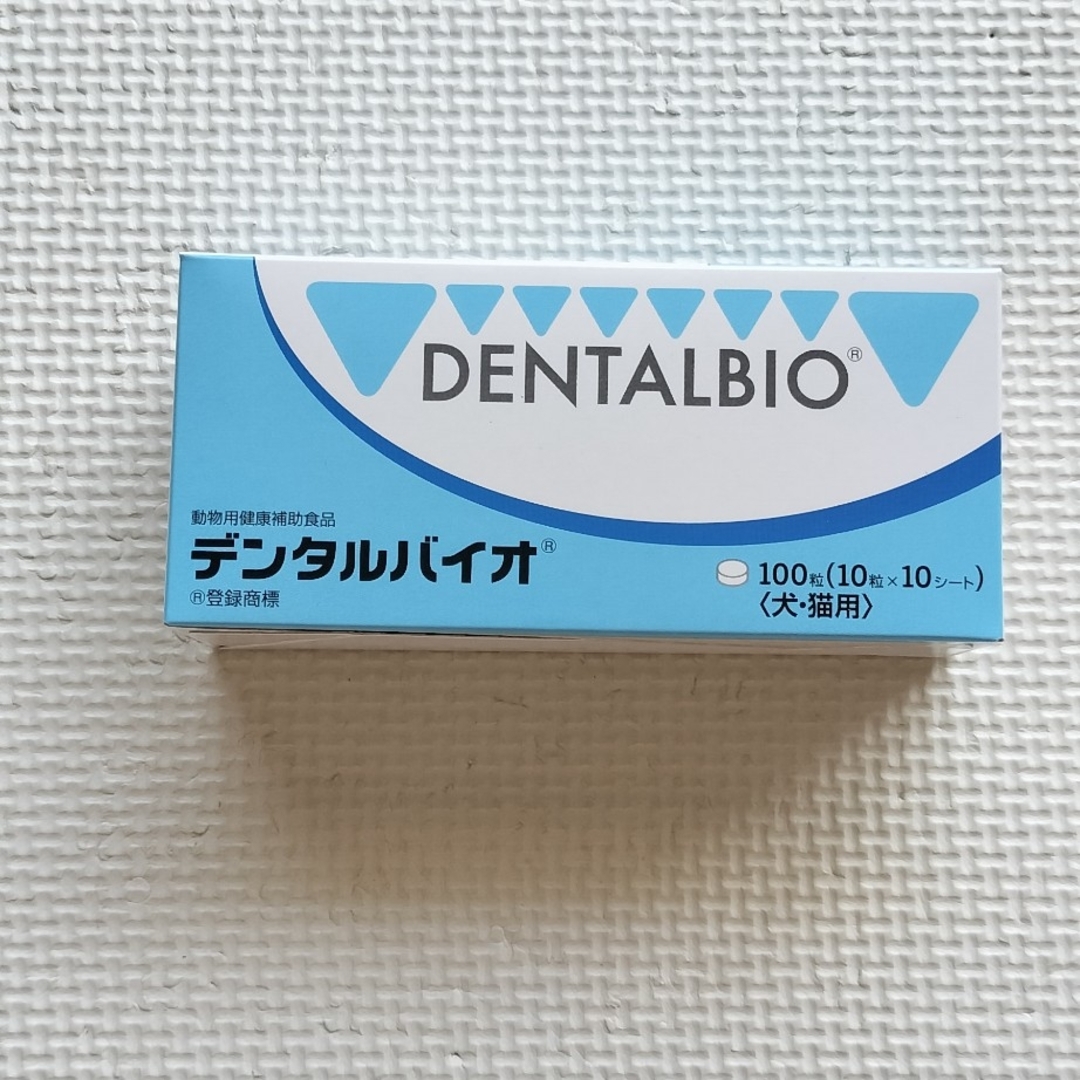 DENTALBIO®
動物用健康補助食品
デンタルバイオ®
®登録商標
100粒(10粒×10シート)
〈犬・猫用〉